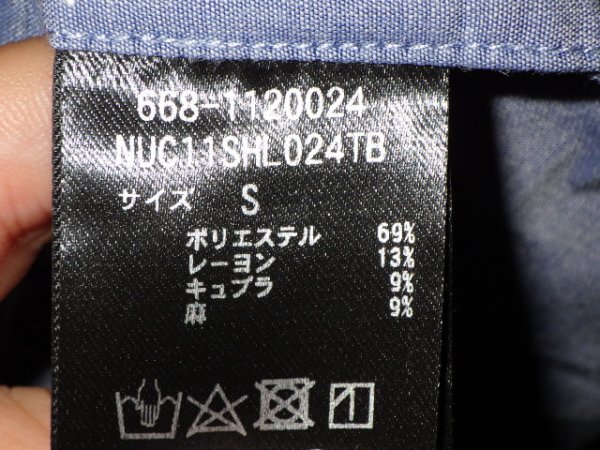 668-1120024
NUC11SHL024TB
サイズ S
ポリエステル 69%
レーヨン 13%
キュプラ 9%
麻 9%